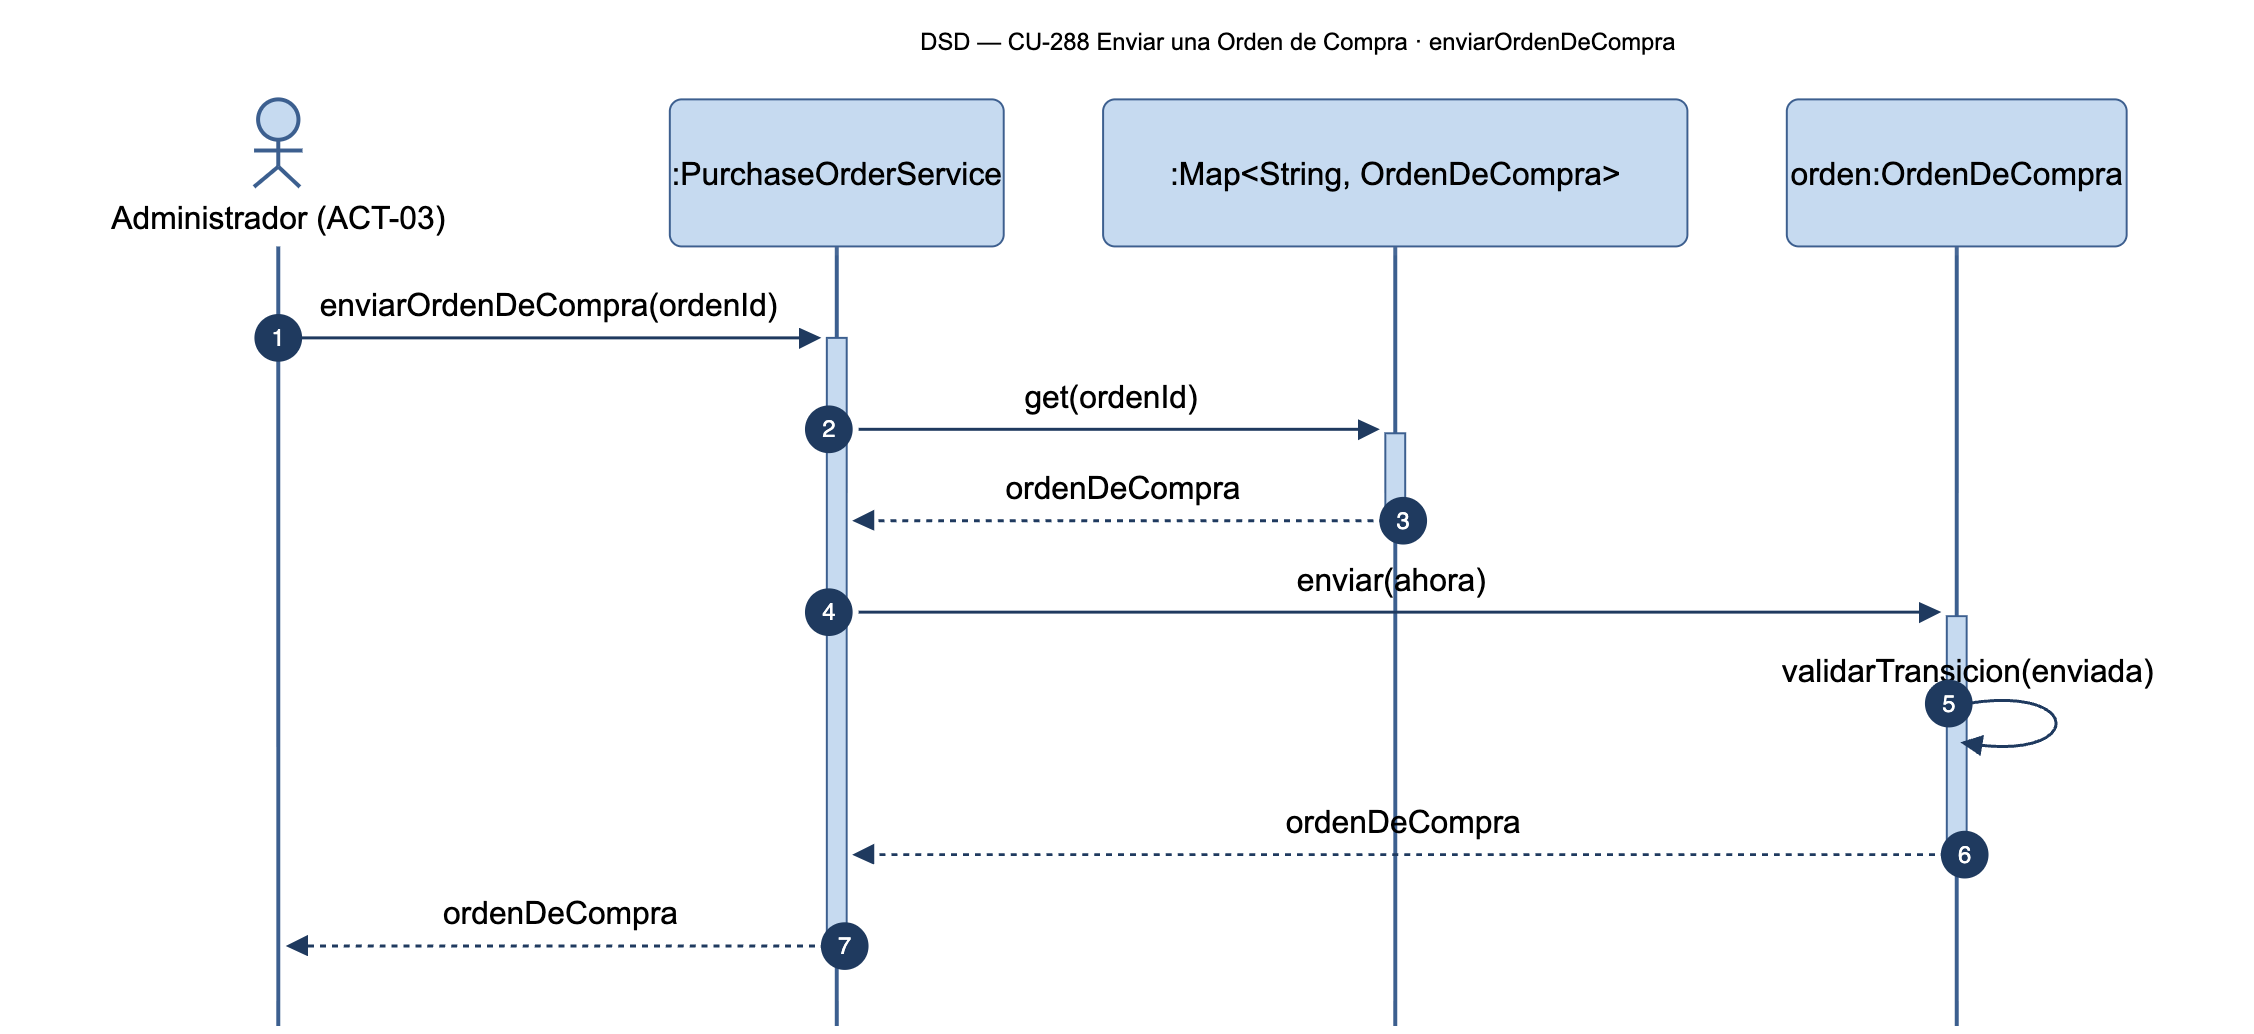 DSD — CU-288 Enviar una Orden de Compra · enviarOrdenDeCompra
Administrador (ACT-03)
:PurchaseOrderService
:Map<String, OrdenDeCompra>
orden:OrdenDeCompra
enviarOrdenDeCompra(ordenId)
1
get(ordenId)
2
ordenDeCompra
3
enviar(ahora)
4
validarTransicion(enviada)
5
ordenDeCompra
6
ordenDeCompra
7